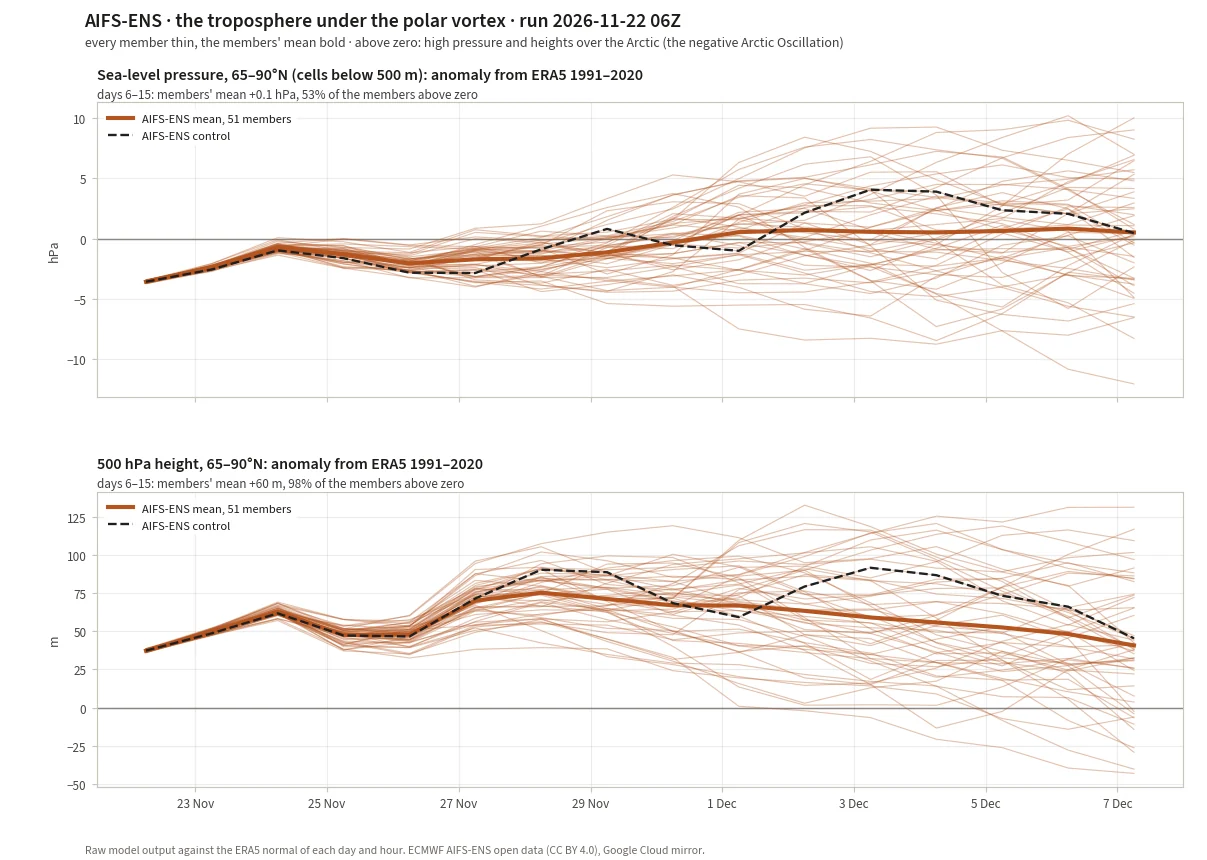 AIFS-ENS · the troposphere under the polar vortex · run 2026-11-22 06Z
every member thin, the members' mean bold · above zero: high pressure and heights over the Arctic (the negative Arctic Oscillation)
Sea-level pressure, 65–90°N (cells below 500 m): anomaly from ERA5 1991–2020
days 6–15: members' mean +0.1 hPa, 53% of the members above zero
AIFS-ENS mean, 51 members
AIFS-ENS control
10
5
0
−5
−10
hPa
500 hPa height, 65–90°N: anomaly from ERA5 1991–2020
days 6–15: members' mean +60 m, 98% of the members above zero
AIFS-ENS mean, 51 members
AIFS-ENS control
125
100
75
50
25
0
−25
−50
m
23 Nov 25 Nov 27 Nov 29 Nov 1 Dec 3 Dec 5 Dec 7 Dec
Raw model output against the ERA5 normal of each day and hour. ECMWF AIFS-ENS open data (CC BY 4.0), Google Cloud mirror.